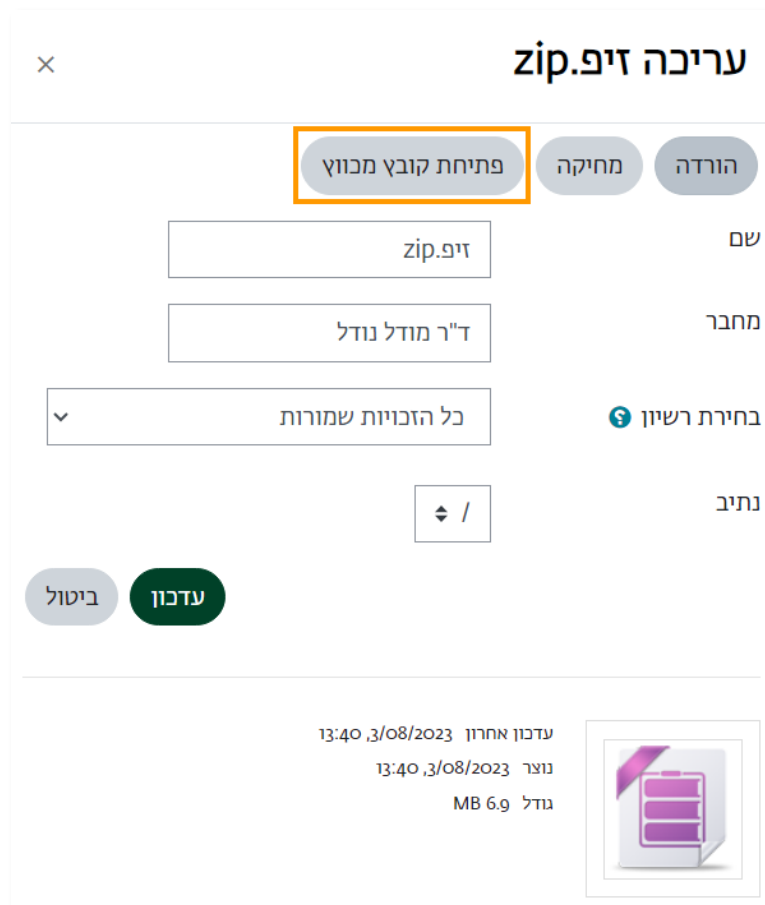 עריכה זיפ.zip
×
הורדה מחיקה פתיחת קובץ מכווץ
שם זיפ.zip
מחבר ד"ר מודל נודל
בחירת רשיון ? כל הזכויות שמורות
נתיב /
עדכון ביטול
עדכון אחרון 3/08/2023, 13:40
נוצר 3/08/2023, 13:40
גודל 6.9 MB